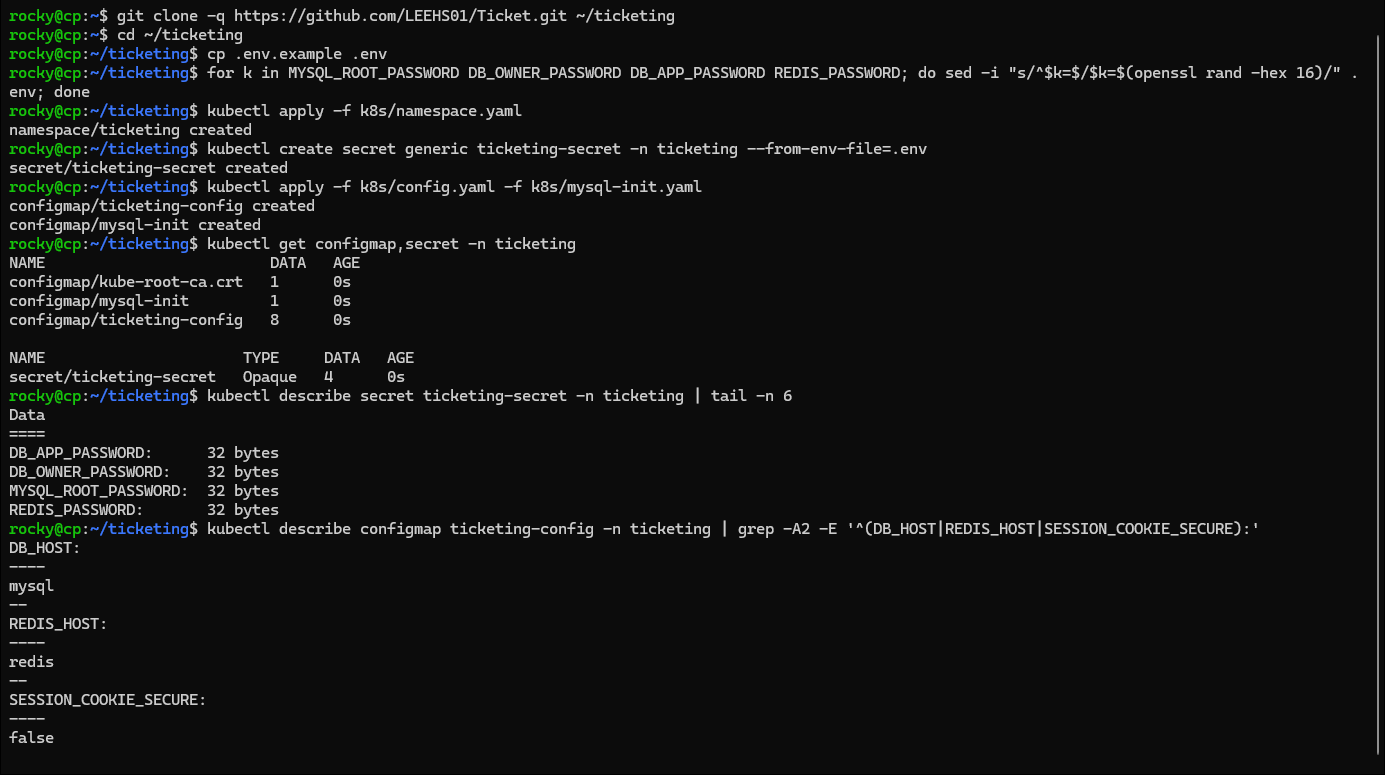 rocky@cp:~$ git clone -q https://github.com/LEEHS01/Ticket.git ~/ticketing
rocky@cp:~$ cd ~/ticketing
rocky@cp:~/ticketing$ cp .env.example .env
rocky@cp:~/ticketing$ for k in MYSQL_ROOT_PASSWORD DB_OWNER_PASSWORD DB_APP_PASSWORD REDIS_PASSWORD; do sed -i "s/^$k=$/$k=$(openssl rand -hex 16)/" .
env; done
rocky@cp:~/ticketing$ kubectl apply -f k8s/namespace.yaml
namespace/ticketing created
rocky@cp:~/ticketing$ kubectl create secret generic ticketing-secret -n ticketing --from-env-file=.env
secret/ticketing-secret created
rocky@cp:~/ticketing$ kubectl apply -f k8s/config.yaml -f k8s/mysql-init.yaml
configmap/ticketing-config created
configmap/mysql-init created
rocky@cp:~/ticketing$ kubectl get configmap,secret -n ticketing
NAME                         DATA   AGE
configmap/kube-root-ca.crt   1      0s
configmap/mysql-init         1      0s
configmap/ticketing-config   8      0s

NAME                      TYPE     DATA   AGE
secret/ticketing-secret   Opaque   4      0s
rocky@cp:~/ticketing$ kubectl describe secret ticketing-secret -n ticketing | tail -n 6
Data
====
DB_APP_PASSWORD:      32 bytes
DB_OWNER_PASSWORD:    32 bytes
MYSQL_ROOT_PASSWORD:  32 bytes
REDIS_PASSWORD:       32 bytes
rocky@cp:~/ticketing$ kubectl describe configmap ticketing-config -n ticketing | grep -A2 -E '^(DB_HOST|REDIS_HOST|SESSION_COOKIE_SECURE):'
DB_HOST:
----
mysql
--
REDIS_HOST:
----
redis
--
SESSION_COOKIE_SECURE:
----
false